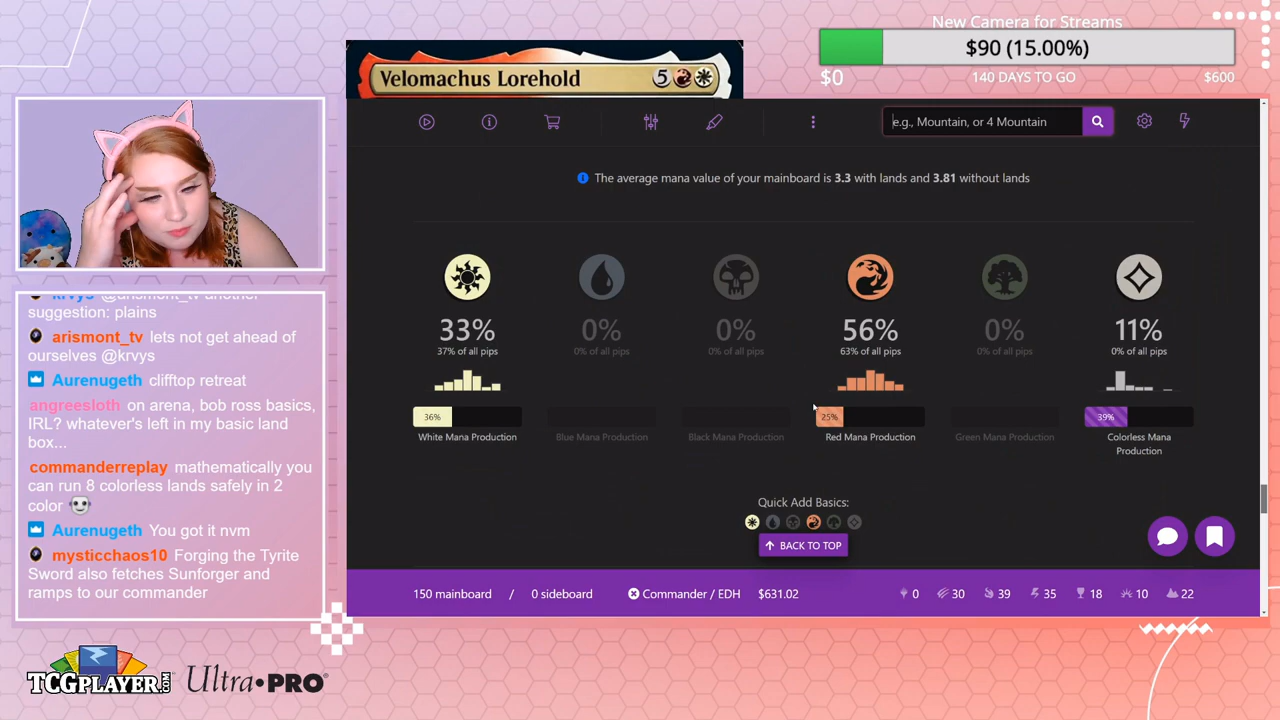 New Camera for Streams
$90 (15.00%)
$0
140 DAYS TO GO
$600
Velomachus Lorehold
5
e.g., Mountain, or 4 Mountain
The average mana value of your mainboard is 3.3 with lands and 3.81 without lands
33%
0%
0%
56%
0%
11%
37% of all pips
0% of all pips
0% of all pips
63% of all pips
0% of all pips
0% of all pips
36%
25%
39%
White Mana Production
Blue Mana Production
Black Mana Production
Red Mana Production
Green Mana Production
Colorless Mana
Production
Quick Add Basics:
BACK TO TOP
150 mainboard / 0 sideboard
Commander / EDH
$631.02
0
30
39
35
18
10
22
krvys @arismont_tv another
suggestion: plains
arismont_tv lets not get ahead of
ourselves @krvys
Aurenugeth clifftop retreat
angreesloth on arena, bob ross basics,
IRL? whatever's left in my basic land
box...
commanderreplay mathematically you
can run 8 colorless lands safely in 2
color
Aurenugeth You got it nvm
mysticchaos10 Forging the Tyrite
Sword also fetches Sunforger and
ramps to our commander
TCGPLAYER.COM
Ultra•PRO